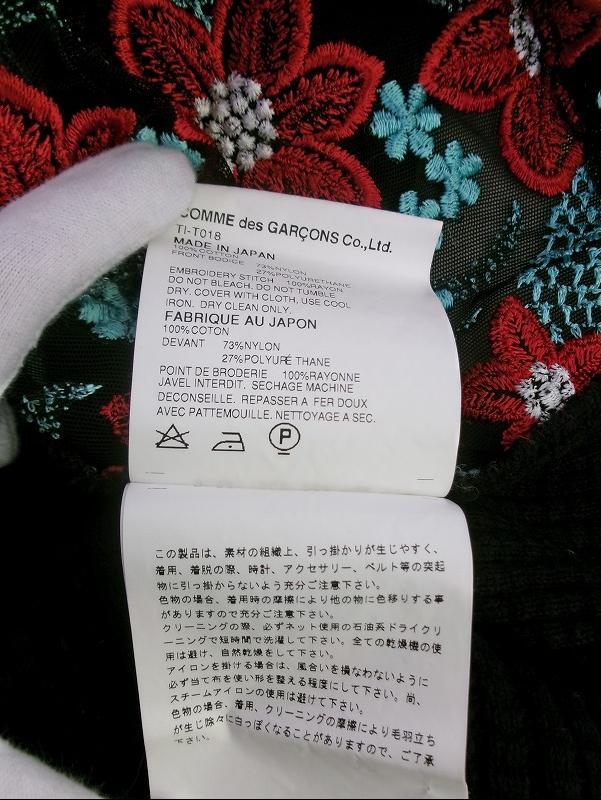 COMME des GARÇONS Co.,Ltd.
TI-T018
MADE IN JAPAN
100%COTTON
FRONT BODICE 73%NYLON
27%POLYURETHANE
EMBROIDERY STITCH 100%RAYON
DO NOT BLEACH. DO NOT TUMBLE
DRY. COVER WITH CLOTH, USE COOL
IRON. DRY CLEAN ONLY.
FABRIQUE AU JAPON
100%COTON
DEVANT 73%NYLON
27%POLYURÉ THANE
POINT DE BRODERIE 100%RAYONNE
JAVEL INTERDIT. SECHAGE MACHINE
DECONSEILLE. REPASSER A FER DOUX
AVEC PATTEMOUILLE. NETTOYAGE A SEC.
P
この製品は、素材の組織上、引っ掛かりが生じやすく、
着用、着脱の際、時計、アクセサリー、ベルト等の突起
物に引っ掛からないよう充分ご注意下さい。
色物の場合、着用時の摩擦により他の物に色移りする事
がありますので充分ご注意下さい。
クリーニングの際、必ずネット使用の石油系ドライクリ
ーニングで短時間で洗濯して下さい。全ての乾燥機の使
用は避け、自然乾燥をして下さい。
アイロンを掛ける場合は、風合いを損なわないように
必ず当て布を使い形を整える程度にして下さい。尚、
スチームアイロンの使用は避けて下さい。
色物の場合、着用、クリーニングの摩擦により毛羽立ち
が生じ除々に白っぽくなることがありますので、ご了承
下さい。